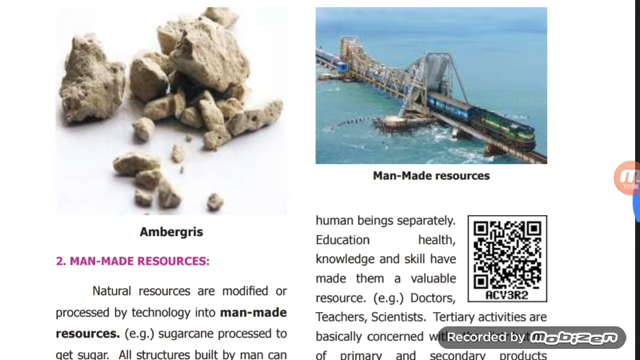 Ambergris
2. MAN-MADE RESOURCES:
Natural resources are modified or
processed by technology into man-made
resources. (e.g.) sugarcane processed to
get sugar. All structures built by man can
Man-Made resources
human beings separately.
Education health,
knowledge and skill have
made them a valuable
resource. (e.g.) Doctors,
Teachers, Scientists. Tertiary activities are
basically concerned with
of primary and secondary products
ACV3R2
Recorded by Mobizen